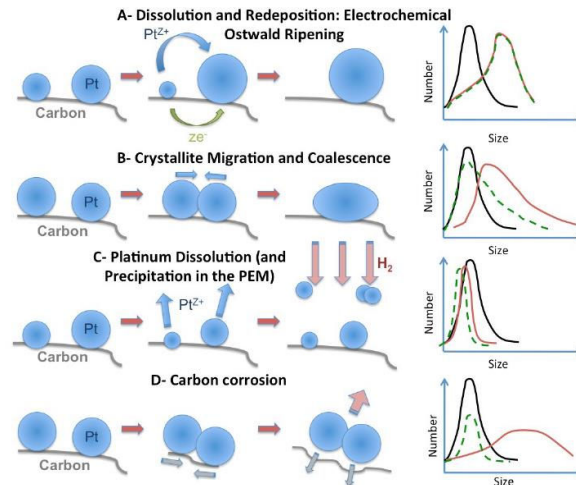 A- Dissolution and Redeposition: Electrochemical
Ostwald Ripening
Pt^Z+
Pt
Carbon
ze-
Number
Size
B- Crystallite Migration and Coalescence
Pt
Carbon
Number
Size
C- Platinum Dissolution (and
Precipitation in the PEM)
H2
Pt^Z+
Pt
Carbon
Number
Size
D- Carbon corrosion
Pt
Carbon
Number
Size